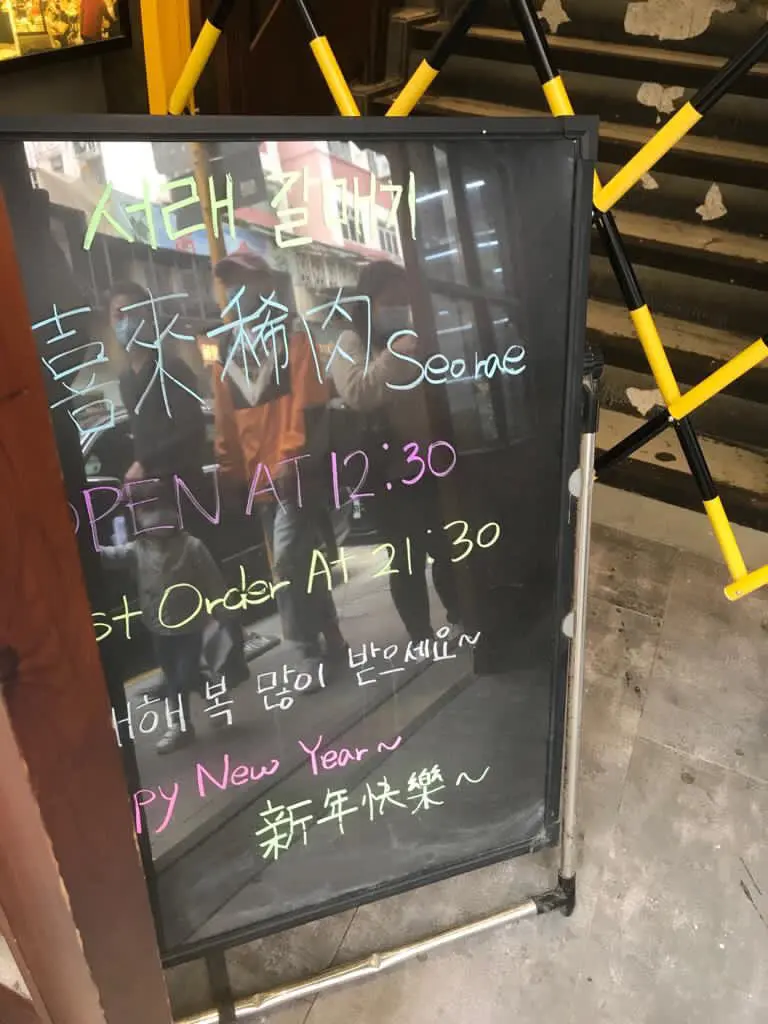 서래 갈매기
喜來稀肉 Seorae
OPEN AT 12:30
st Order At 21:30
해 복 많이 받으세요~
py New Year~
新年快樂~